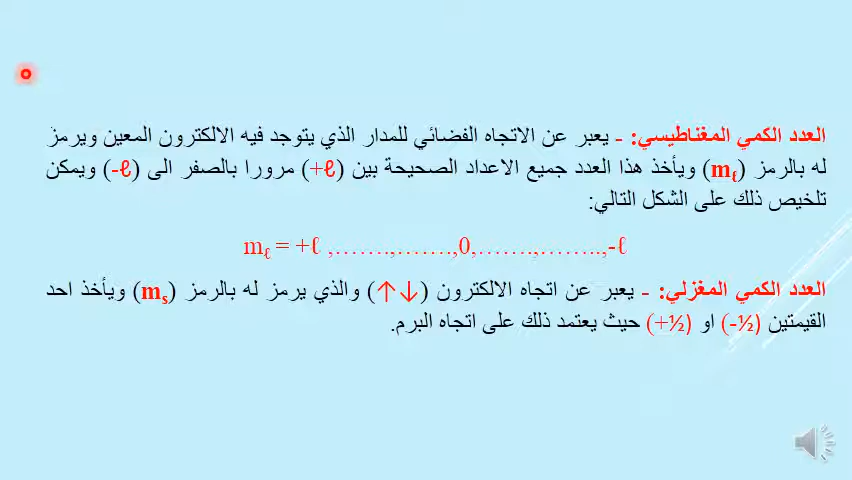 العدد الكمي المغناطيسي: - يعبر عن الاتجاه الفضائي للمدار الذي يتوجد فيه الالكترون المعين ويرمز
له بالرمز (mℓ) ويأخذ هذا العدد جميع الاعداد الصحيحة بين (+ℓ) مرورا بالصفر الى (-ℓ) ويمكن
تلخيص ذلك على الشكل التالي:
mℓ = +ℓ ,…….,…….,0,…….,……..,-ℓ
العدد الكمي المغزلي: - يعبر عن اتجاه الالكترون (↑↓) والذي يرمز له بالرمز (ms) ويأخذ احد
القيمتين (-½) او (+½) حيث يعتمد ذلك على اتجاه البرم.